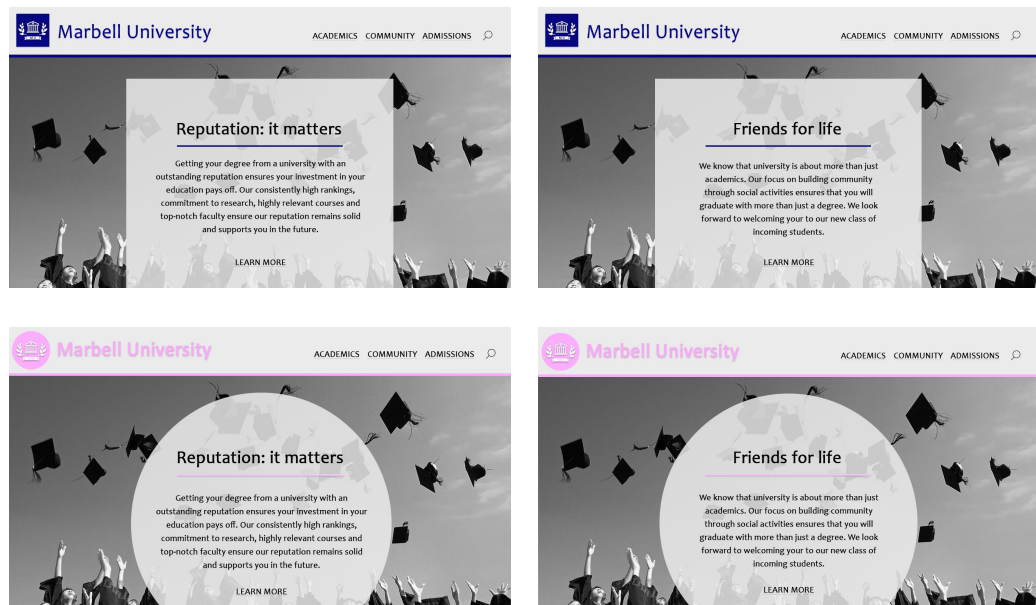 Marbell University
ACADEMICS COMMUNITY ADMISSIONS
Reputation: it matters
Getting your degree from a university with an
outstanding reputation ensures your investment in your
education pays off. Our consistently high rankings,
commitment to research, highly relevant courses and
top-notch faculty ensure our reputation remains solid
and supports you in the future.
LEARN MORE
Marbell University
ACADEMICS COMMUNITY ADMISSIONS
Friends for life
We know that university is about more than just
academics. Our focus on building community
through social activities ensures that you will
graduate with more than just a degree. We look
forward to welcoming your to our new class of
incoming students.
LEARN MORE
Marbell University
ACADEMICS COMMUNITY ADMISSIONS
Reputation: it matters
Getting your degree from a university with an
outstanding reputation ensures your investment in your
education pays off. Our consistently high rankings,
commitment to research, highly relevant courses and
top-notch faculty ensure our reputation remains solid
and supports you in the future.
LEARN MORE
Marbell University
ACADEMICS COMMUNITY ADMISSIONS
Friends for life
We know that university is about more than just
academics. Our focus on building community
through social activities ensures that you will
graduate with more than just a degree. We look
forward to welcoming your to our new class of
incoming students.
LEARN MORE